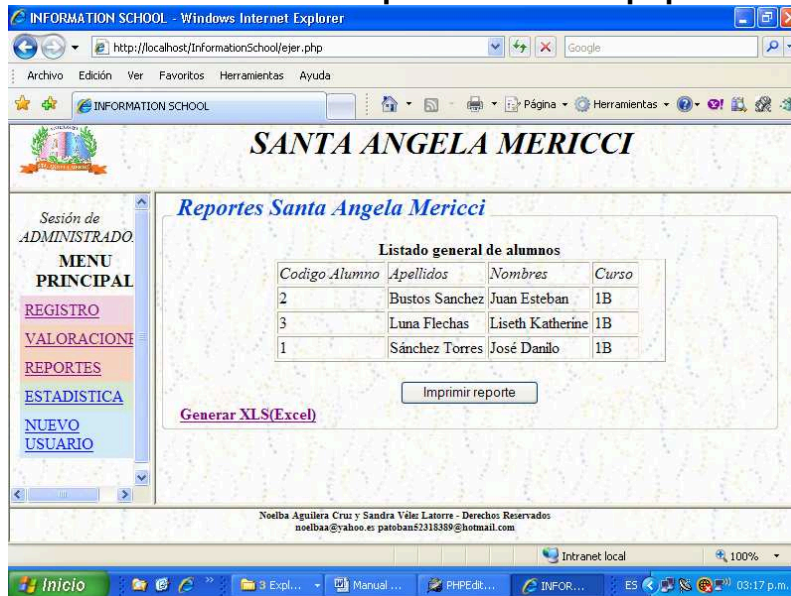 INFORMATION SCHOOL - Windows Internet Explorer
http://localhost/InformationSchool/ejer.php
Google
Archivo Edición Ver Favoritos Herramientas Ayuda
INFORMATION SCHOOL
Página Herramientas
SANTA ANGELA MERICCI
Sesión de
ADMINISTRADO
MENU
PRINCIPAL
REGISTRO
VALORACIONE
REPORTES
ESTADISTICA
NUEVO
USUARIO
Reportes Santa Angela Mericci
Listado general de alumnos
Codigo Alumno Apellidos Nombres Curso
2 Bustos Sanchez Juan Esteban 1B
3 Luna Flechas Liseth Katherine 1B
1 Sánchez Torres José Danilo 1B
Imprimir reporte
Generar XLS(Excel)
Noelba Aguilera Cruz y Sandra Vélez Latorre - Derechos Reservados
noelbaa@yahoo.es patoban52318389@hotmail.com
Intranet local 100%
Inicio 3 Expl... Manual ... PHPEdit... INFOR... ES 03:17 p.m.